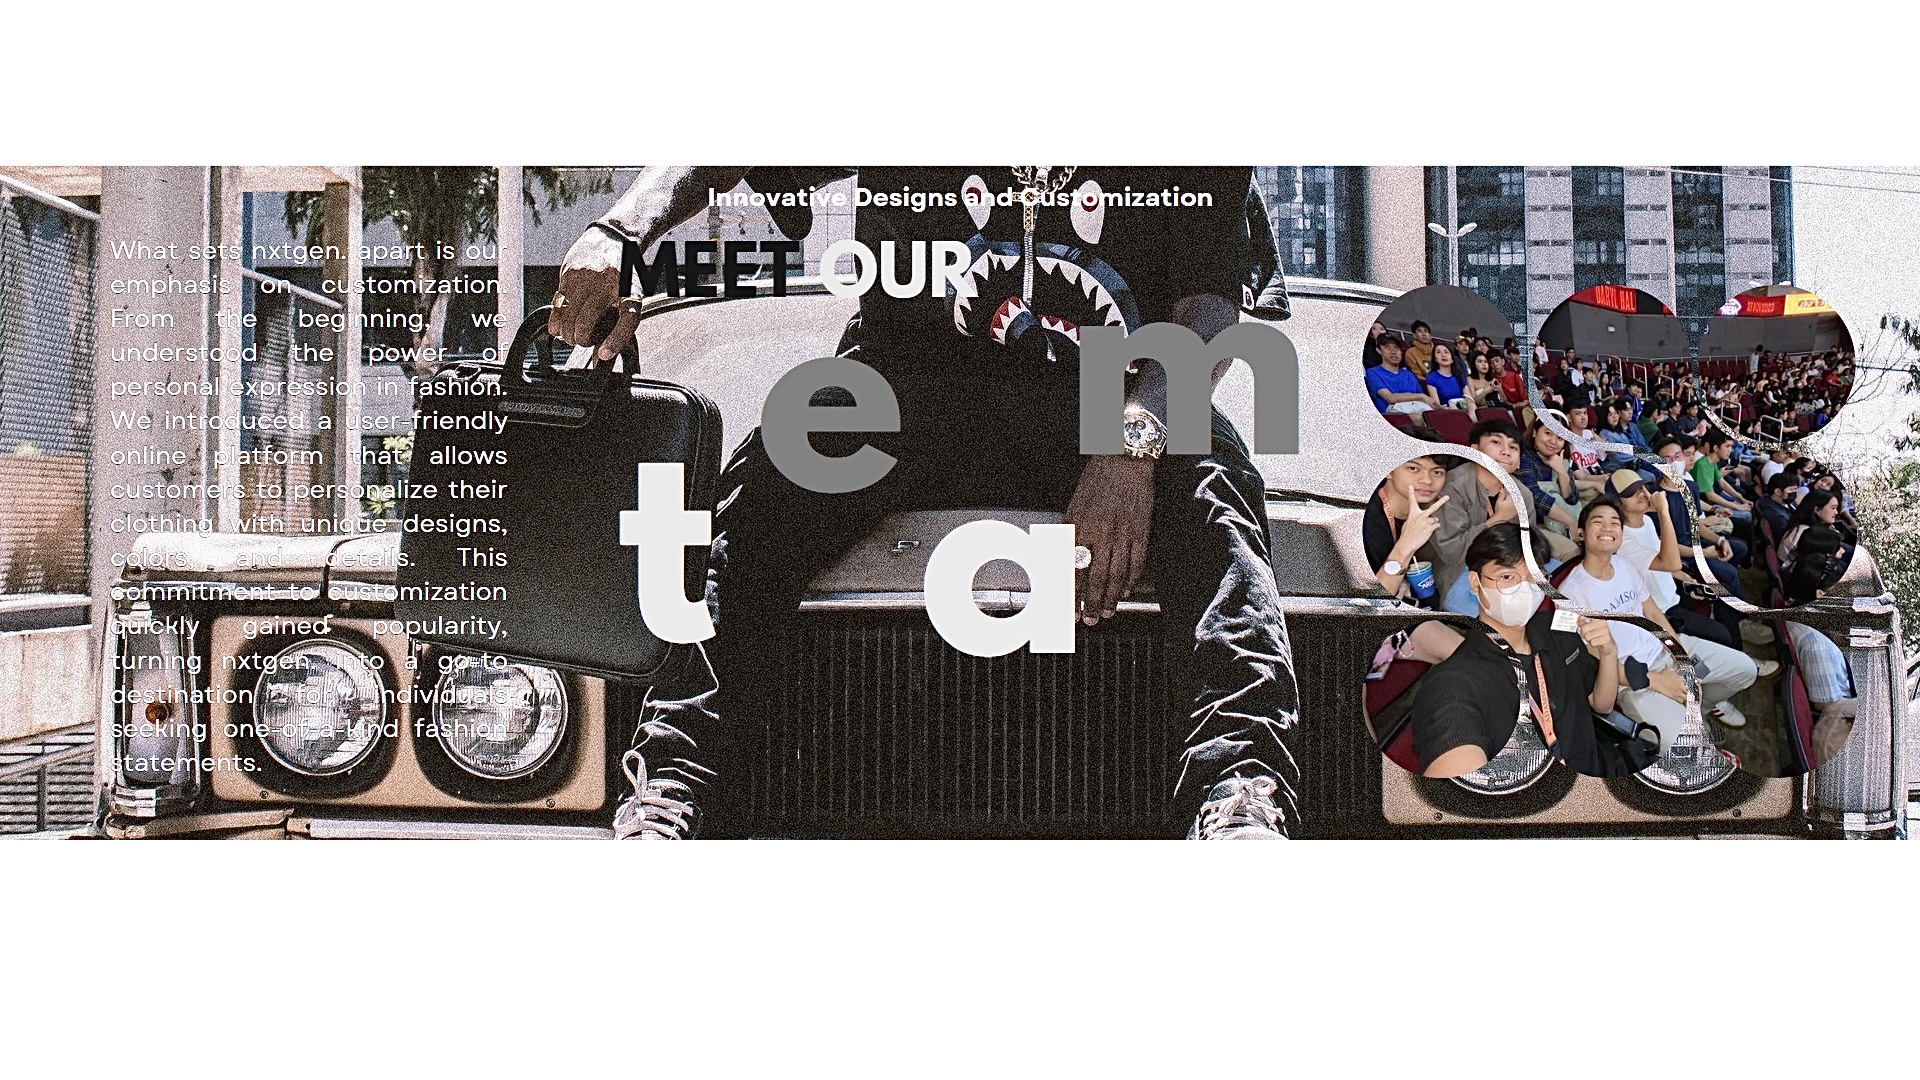 Innovative Designs and Customization
What sets nxtgen. apart is our
emphasis on customization.
From the beginning, we
understood the power of
personal expression in fashion.
We introduced a user-friendly
online platform that allows
customers to personalize their
clothing with unique designs,
colors, and details. This
commitment to customization
quickly gained popularity,
turning nxtgen. into a go-to
destination for individuals
seeking one-of-a-kind fashion
statements.
MEET OUR
team
DARYL HAL